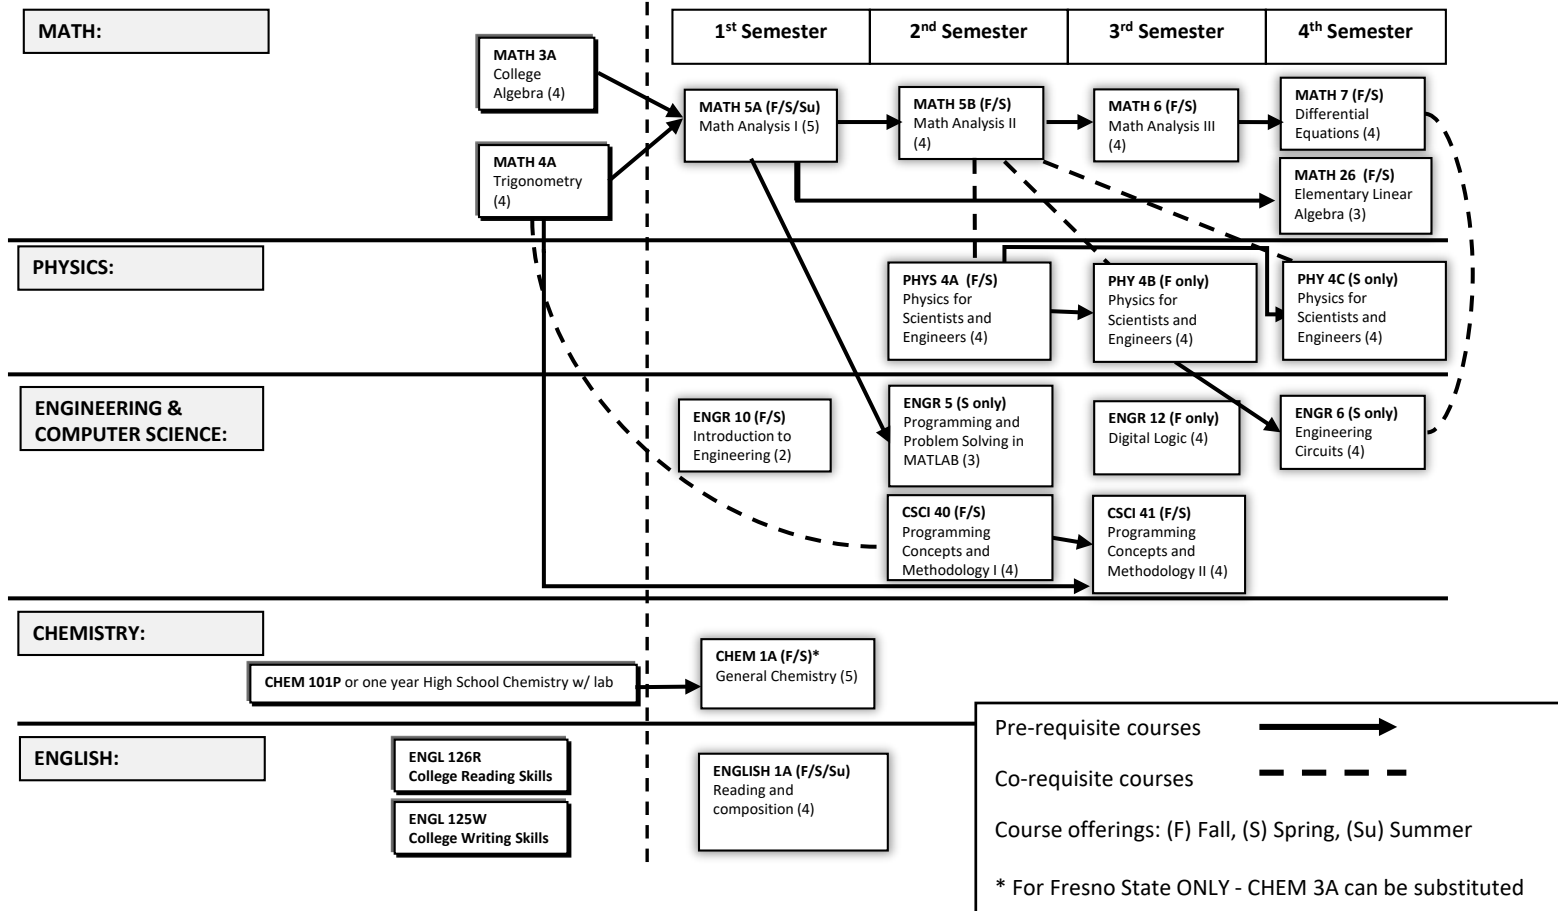 MATH:
1st Semester
2nd Semester
3rd Semester
4th Semester
MATH 3A
College
Algebra (4)
MATH 4A
Trigonometry
(4)
MATH 5A (F/S/Su)
Math Analysis I (5)
MATH 5B (F/S)
Math Analysis II
(4)
MATH 6 (F/S)
Math Analysis III
(4)
MATH 7 (F/S)
Differential
Equations (4)
MATH 26 (F/S)
Elementary Linear
Algebra (3)
PHYSICS:
PHYS 4A (F/S)
Physics for
Scientists and
Engineers (4)
PHY 4B (F only)
Physics for
Scientists and
Engineers (4)
PHY 4C (S only)
Physics for
Scientists and
Engineers (4)
ENGINEERING &
COMPUTER SCIENCE:
ENGR 10 (F/S)
Introduction to
Engineering (2)
ENGR 5 (S only)
Programming and
Problem Solving in
MATLAB (3)
ENGR 12 (F only)
Digital Logic (4)
ENGR 6 (S only)
Engineering
Circuits (4)
CSCI 40 (F/S)
Programming
Concepts and
Methodology I (4)
CSCI 41 (F/S)
Programming
Concepts and
Methodology II (4)
CHEMISTRY:
CHEM 101P or one year High School Chemistry w/ lab
CHEM 1A (F/S)*
General Chemistry (5)
ENGLISH:
ENGL 126R
College Reading Skills
ENGL 125W
College Writing Skills
ENGLISH 1A (F/S/Su)
Reading and
composition (4)
Pre-requisite courses
Co-requisite courses
Course offerings: (F) Fall, (S) Spring, (Su) Summer
* For Fresno State ONLY - CHEM 3A can be substituted